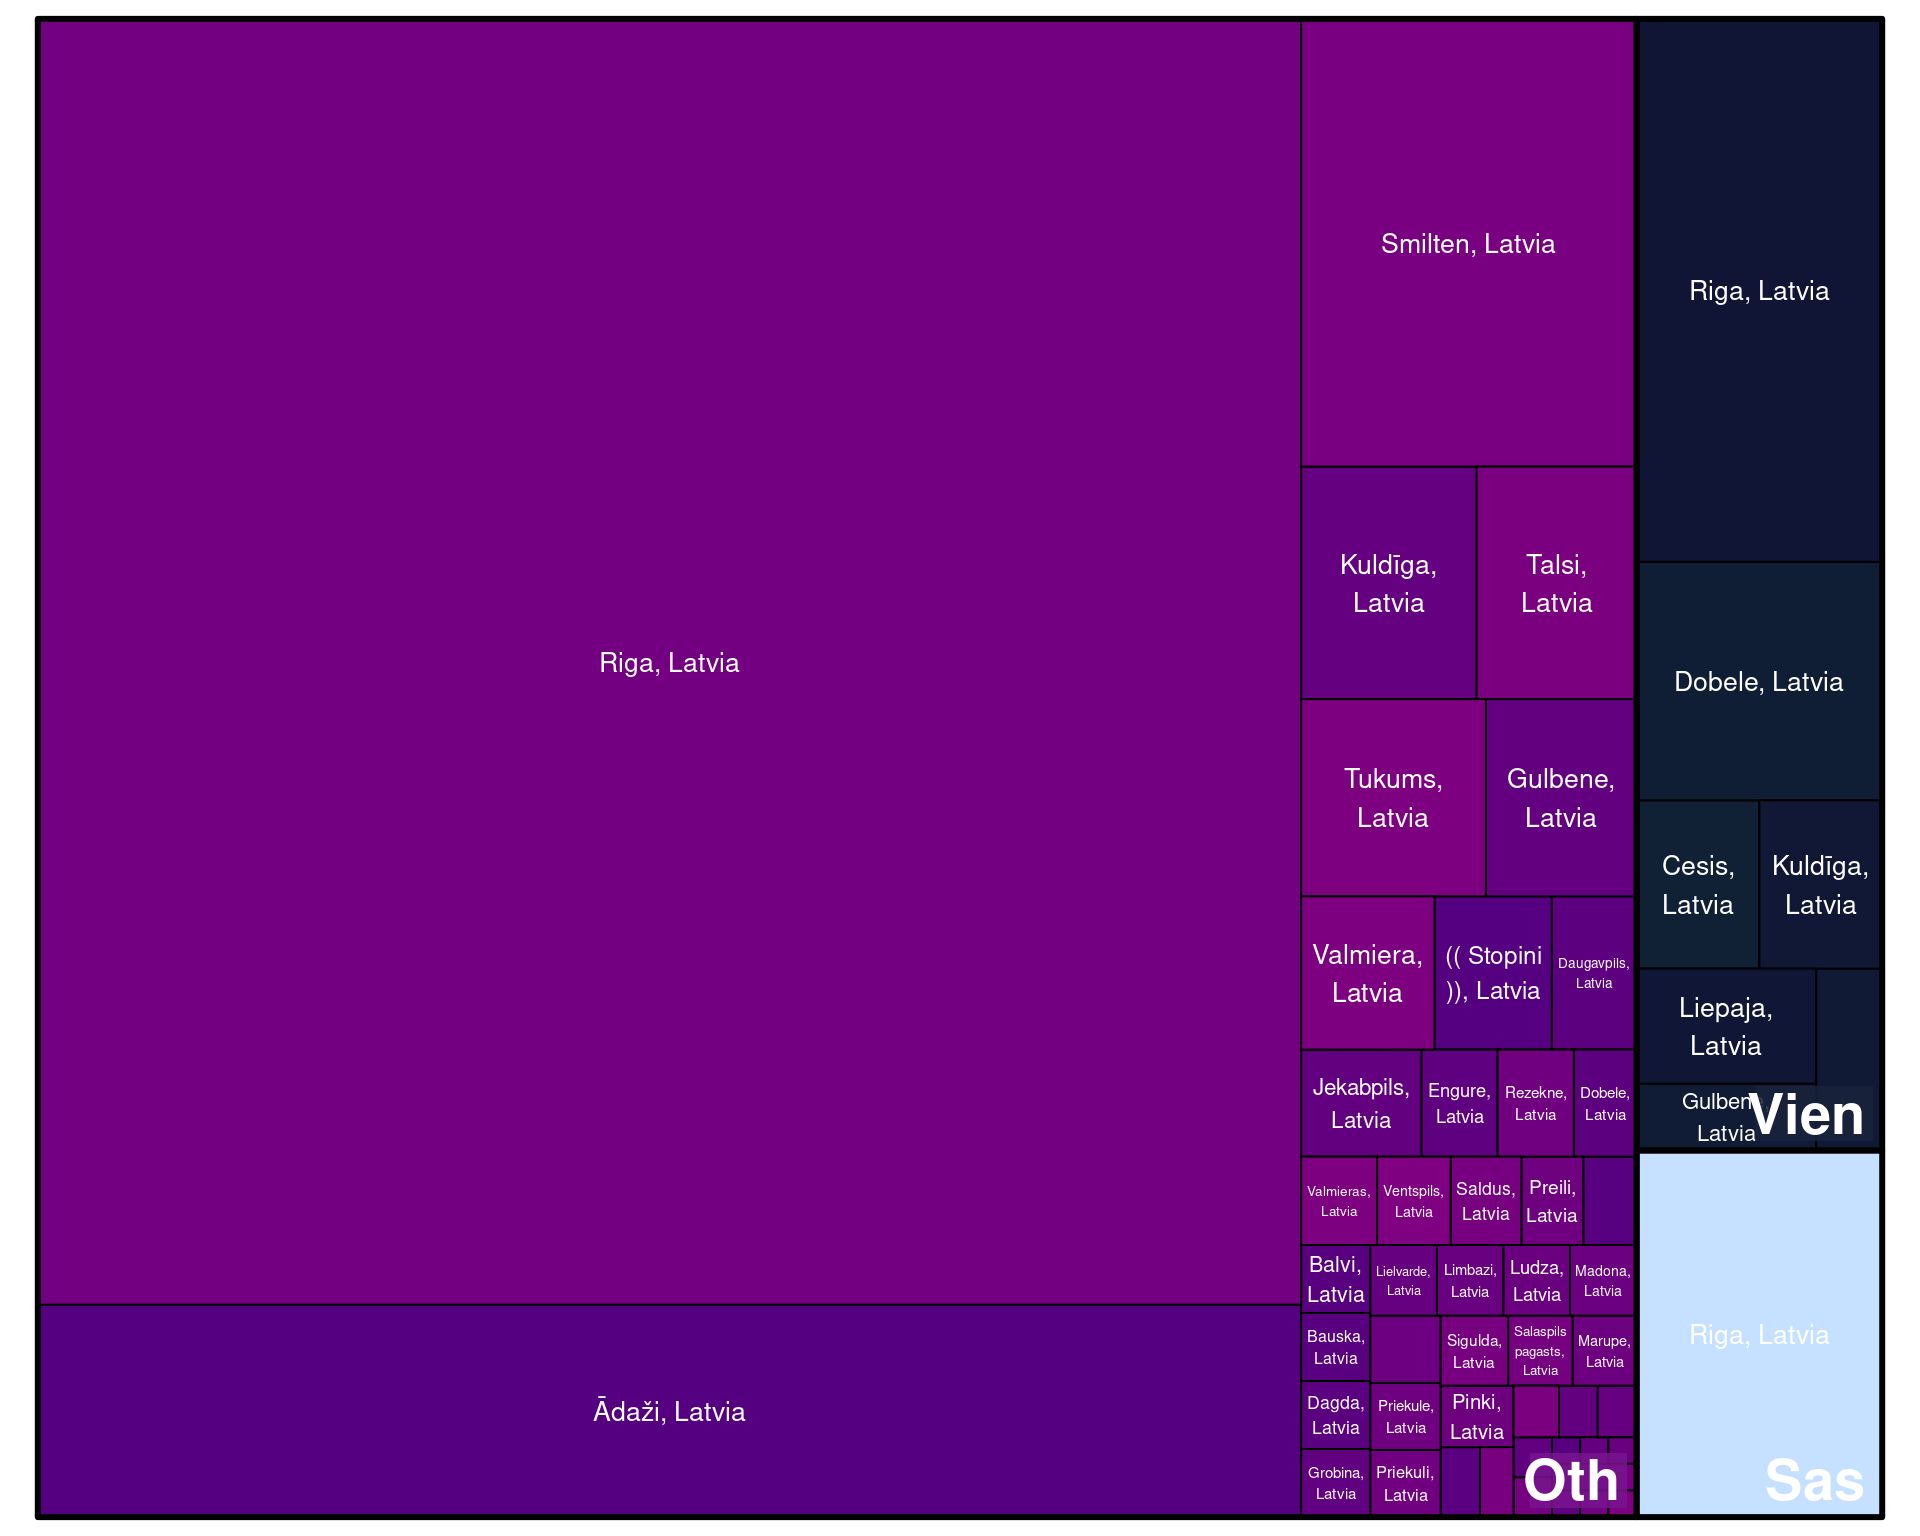 Riga, Latvia
Ādaži, Latvia
Smilten, Latvia
Kuldīga,
Latvia
Talsi,
Latvia
Tukums,
Latvia
Gulbene,
Latvia
Valmiera,
Latvia
(( Stopini
)), Latvia
Daugavpils,
Latvia
Jekabpils,
Latvia
Engure,
Latvia
Rezekne,
Latvia
Dobele,
Latvia
Valmieras,
Latvia
Ventspils,
Latvia
Saldus,
Latvia
Preili,
Latvia
Balvi,
Latvia
Lielvarde,
Latvia
Limbazi,
Latvia
Ludza,
Latvia
Madona,
Latvia
Bauska,
Latvia
Sigulda,
Latvia
Salaspils
pagasts,
Latvia
Marupe,
Latvia
Dagda,
Latvia
Priekule,
Latvia
Pinki,
Latvia
Grobina,
Latvia
Priekuli,
Latvia
Oth
Riga, Latvia
Dobele, Latvia
Cesis,
Latvia
Kuldīga,
Latvia
Liepaja,
Latvia
Gulbene,
Latvia
Vien
Riga, Latvia
Sas